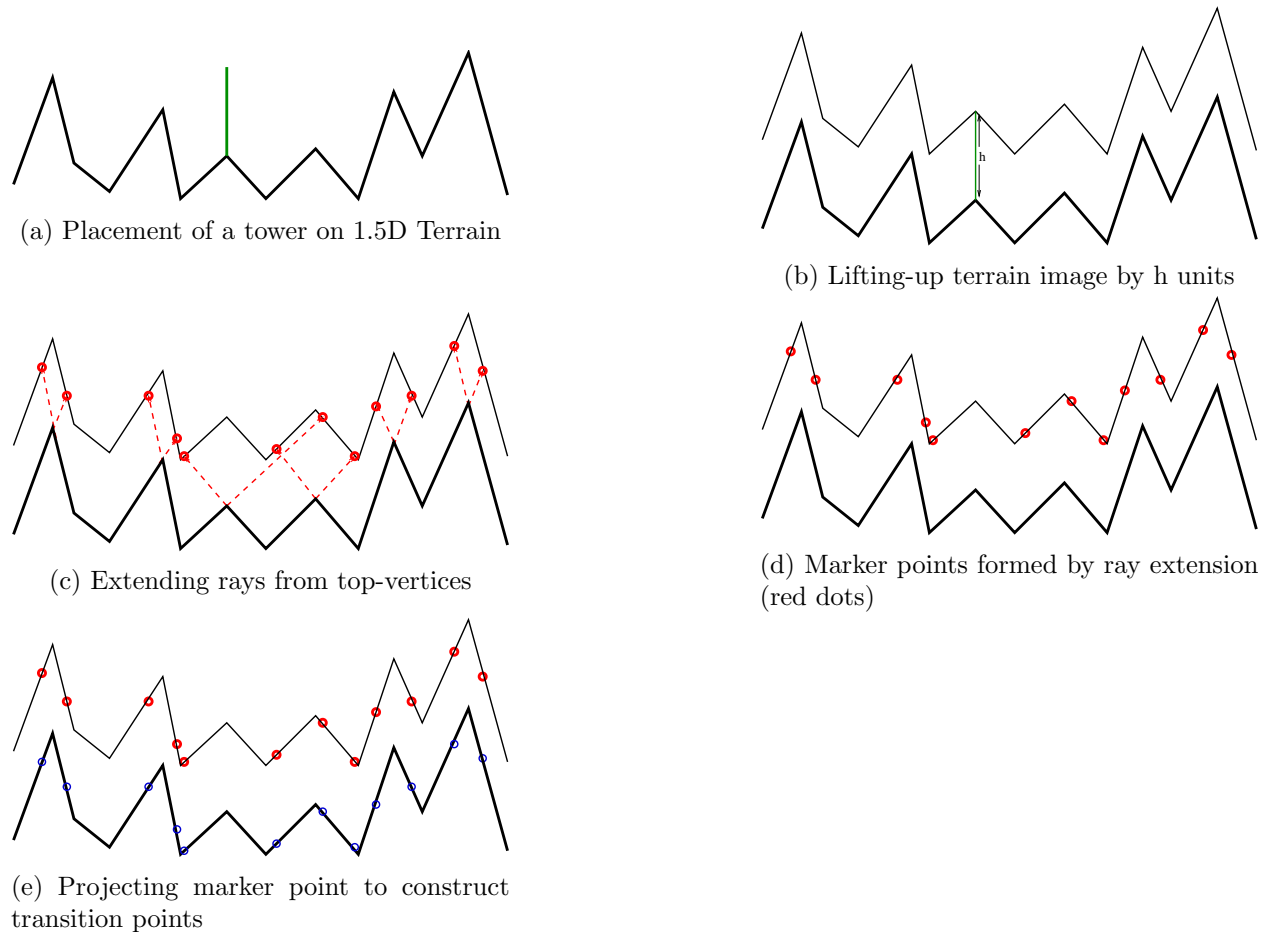 (a) Placement of a tower on 1.5D Terrain
h
(b) Lifting-up terrain image by h units
(c) Extending rays from top-vertices
(d) Marker points formed by ray extension
(red dots)
(e) Projecting marker point to construct
transition points